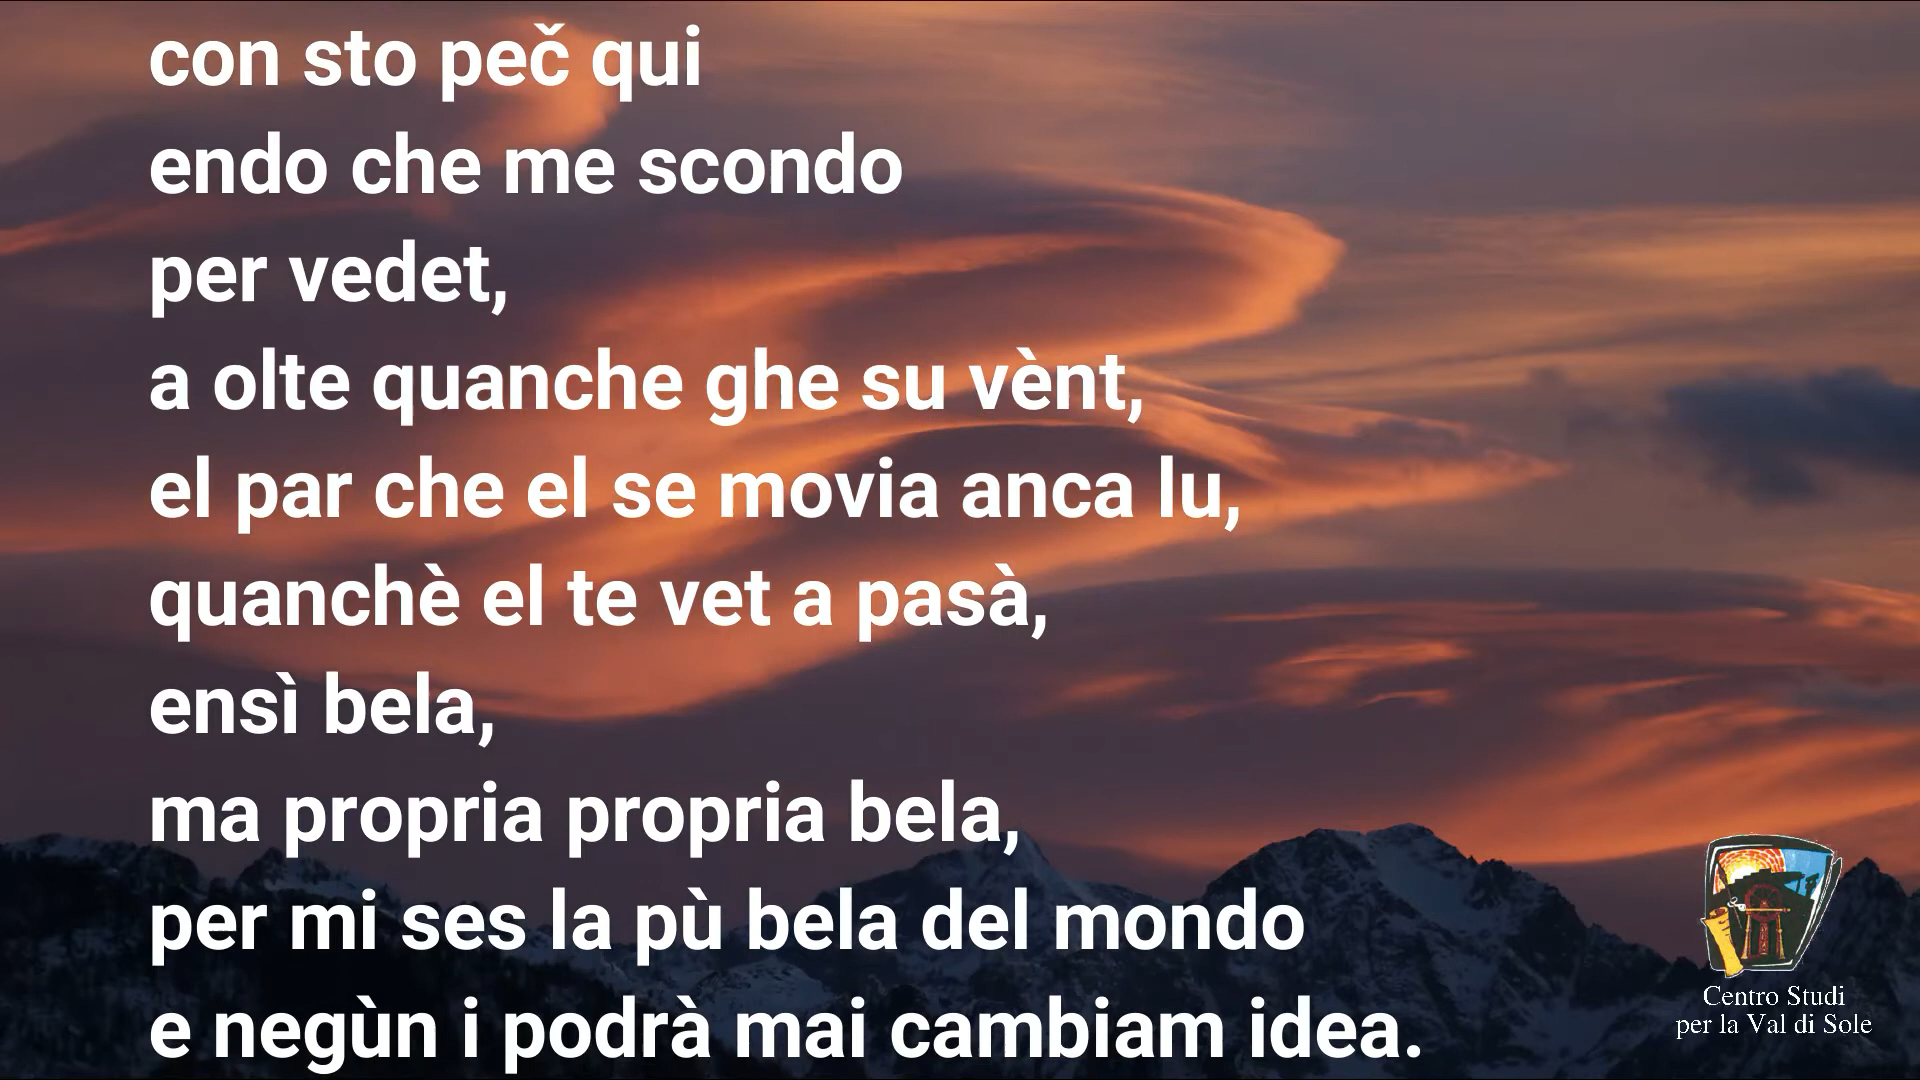 con sto peč qui
endo che me scondo
per vedet,
a olte quanche ghe su vènt,
el par che el se movia anca lu,
quanchè el te vet a pasà,
ensì bela,
ma propria propria bela,
per mi ses la pù bela del mondo
e negùn i podrà mai cambiam idea.
Centro Studi
per la Val di Sole